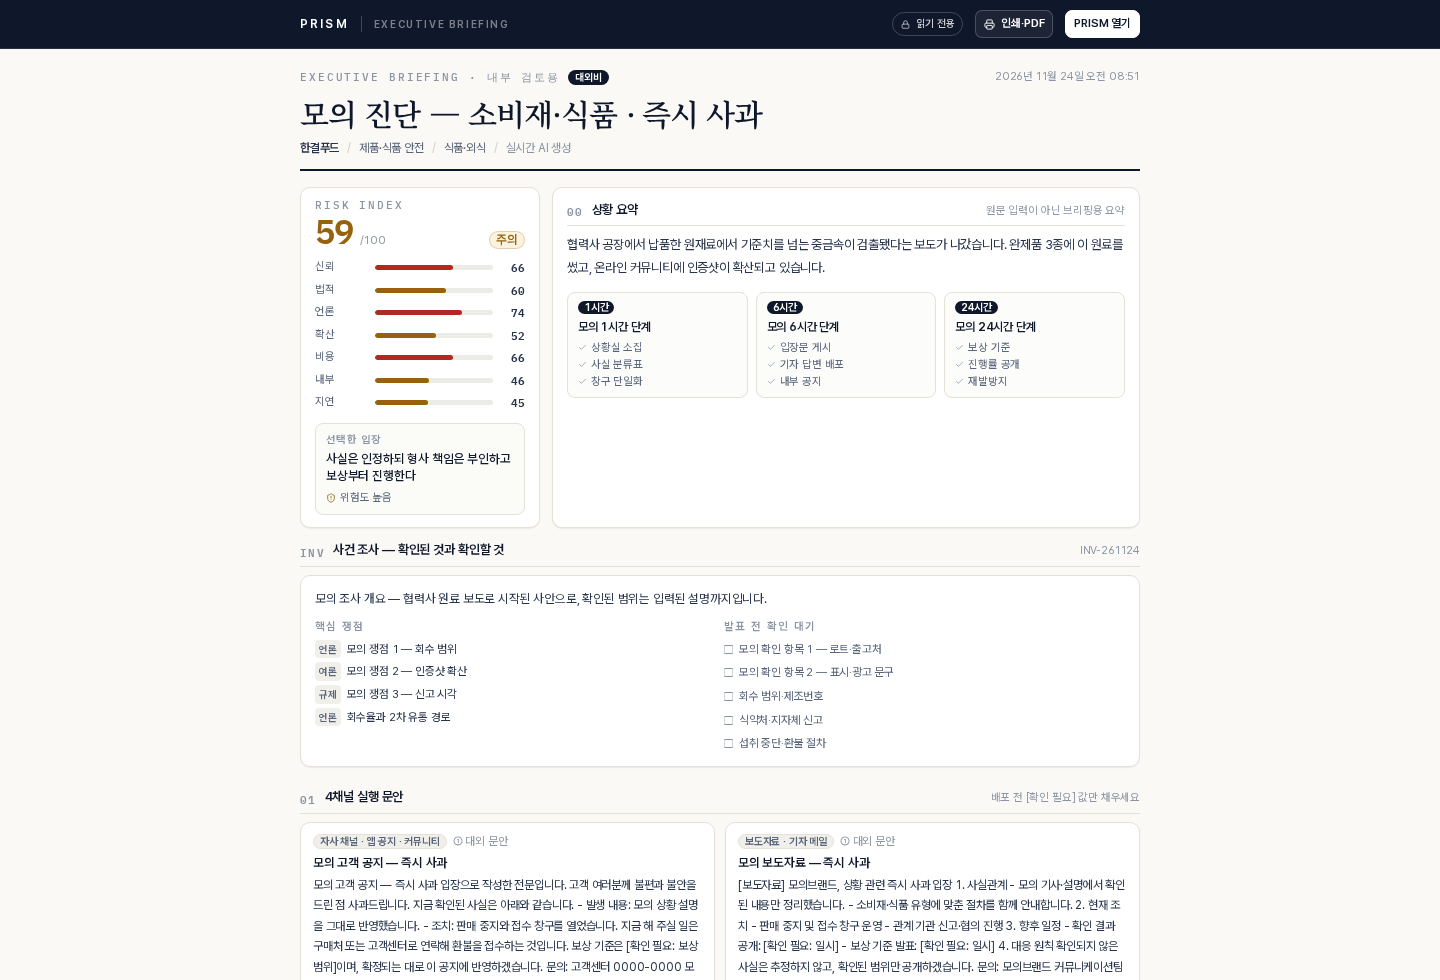 PRISM
EXECUTIVE BRIEFING
읽기 전용
인쇄·PDF
PRISM 열기
EXECUTIVE BRIEFING · 내부 검토용 대외비
2026년 11월 24일 오전 08:51
모의 진단 — 소비재·식품 · 즉시 사과
한결푸드 / 제품·식품 안전 / 식품·외식 / 실시간 AI 생성
RISK INDEX
59 /100
주의
신뢰 66
법적 60
언론 74
확산 52
비용 66
내부 46
지연 45
선택한 입장
사실은 인정하되 형사 책임은 부인하고
보상부터 진행한다
위험도 높음
00 상황 요약
원문 입력이 아닌 브리핑용 요약
협력사 공장에서 납품한 원재료에서 기준치를 넘는 중금속이 검출됐다는 보도가 나갔습니다. 완제품 3종에 이 원료를
썼고, 온라인 커뮤니티에 인증샷이 확산되고 있습니다.
1시간
모의 1시간 단계
상황실 소집
사실 분류표
창구 단일화
6시간
모의 6시간 단계
입장문 게시
기자 답변 배포
내부 공지
24시간
모의 24시간 단계
보상 기준
진행률 공개
재발방지
INV 사건 조사 — 확인된 것과 확인할 것
INV-261124
모의 조사 개요 — 협력사 원료 보도로 시작된 사안으로, 확인된 범위는 입력된 설명까지입니다.
핵심 쟁점
언론 모의 쟁점 1 — 회수 범위
여론 모의 쟁점 2 — 인증샷 확산
규제 모의 쟁점 3 — 신고 시각
언론 회수율과 2차 유통 경로
발표 전 확인 대기
모의 확인 항목 1 — 로트·출고처
모의 확인 항목 2 — 표시·광고 문구
회수 범위·제조번호
식약처·지자체 신고
섭취 중단·환불 절차
01 4채널 실행 문안
배포 전 [확인 필요] 값만 채우세요
자사 채널 · 앱 공지 · 커뮤니티 대외 문안
모의 고객 공지 — 즉시 사과
모의 고객 공지 — 즉시 사과 입장으로 작성한 전문입니다. 고객 여러분께 불편과 불안을
드린 점 사과드립니다. 지금 확인된 사실은 아래와 같습니다. - 발생 내용: 모의 상황 설명
을 그대로 반영했습니다. - 조치: 판매 중지와 접수 창구를 열었습니다. 지금 해 주실 일은
구매처 또는 고객센터로 연락해 환불을 접수하는 것입니다. 보상 기준은 [확인 필요: 보상
범위]이며, 확정되는 대로 이 공지에 반영하겠습니다. 문의: 고객센터 0000-0000 모
보도자료 · 기자 메일 대외 문안
모의 보도자료 — 즉시 사과
[보도자료] 모의브랜드, 상황 관련 즉시 사과 입장 1. 사실관계 - 모의 기사·설명에서 확인
된 내용만 정리했습니다. - 소비재·식품 유형에 맞춘 절차를 함께 안내합니다. 2. 현재 조
치 - 판매 중지 및 접수 창구 운영 - 관계 기관 신고·협의 진행 3. 향후 일정 - 확인 결과
공개: [확인 필요: 일시] - 보상 기준 발표: [확인 필요: 일시] 4. 대응 원칙 확인되지 않은
사실은 추정하지 않고, 확인된 범위만 공개하겠습니다. 문의: 모의브랜드 커뮤니케이션팀